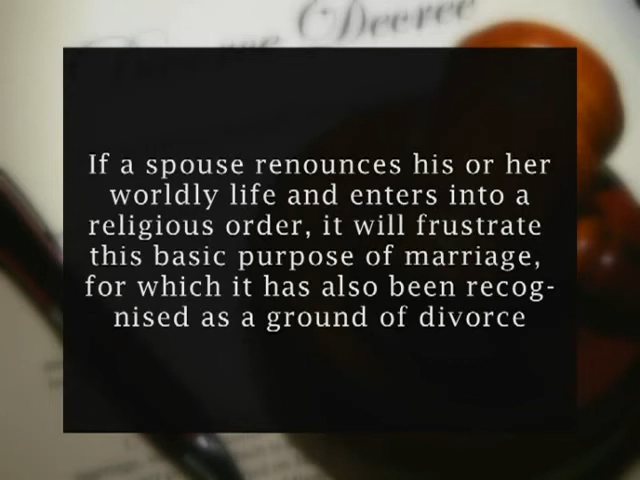 Decree
If a spouse renounces his or her
worldly life and enters into a
religious order, it will frustrate
this basic purpose of marriage,
for which it has also been recog-
nised as a ground of divorce